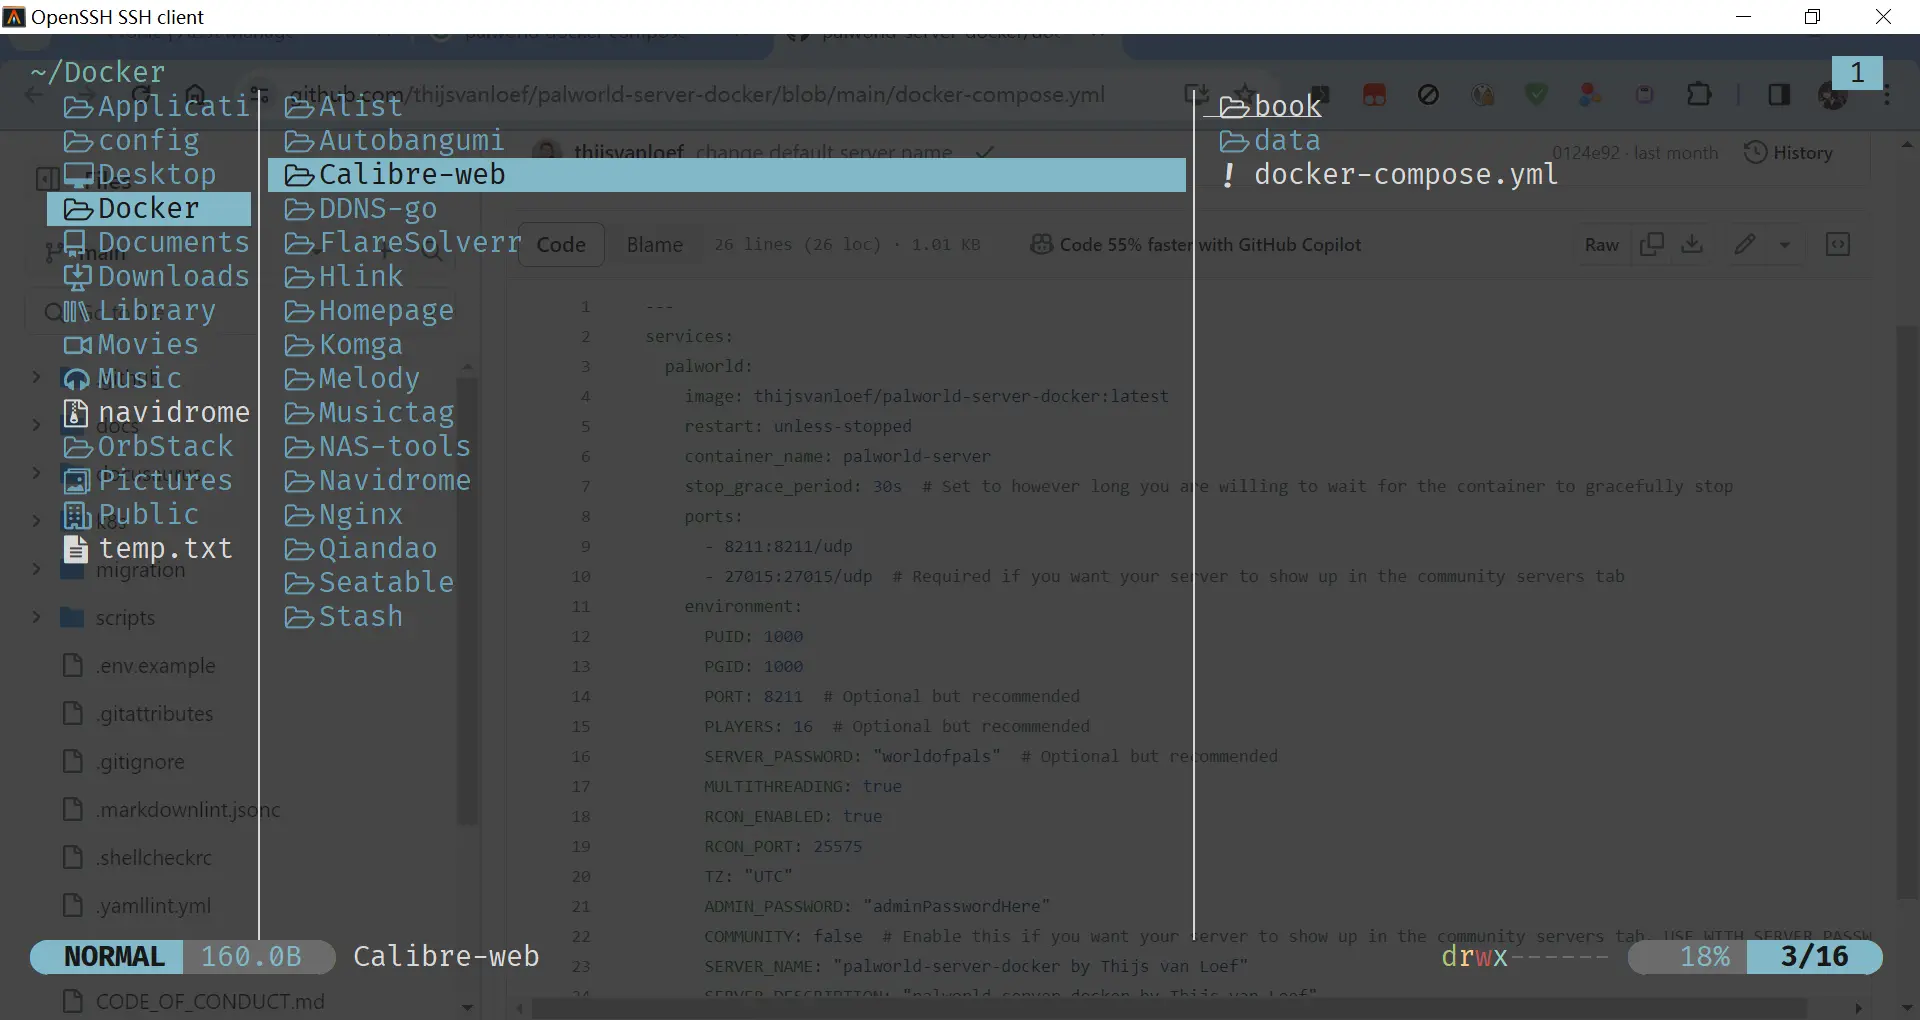 OpenSSH SSH client
~/Docker
1
Applicati
config
Desktop
Docker
Documents
Downloads
Library
Movies
Music
navidrome
OrbStack
Pictures
Public
temp.txt
Alist
Autobangumi
Calibre-web
DDNS-go
FlareSolverr
Hlink
Homepage
Komga
Melody
Musictag
NAS-tools
Navidrome
Nginx
Qiandao
Seatable
Stash
book
data
! docker-compose.yml
github.com/thijsvanloef/palworld-server-docker/blob/main/docker-compose.yml
thijsvanloef change default server name
0124e92 · last month
History
Files
main
docs
k8s
migration
scripts
.env.example
.gitattributes
.gitignore
.markdownlint.jsonc
.shellcheckrc
.yamllint.yml
CODE_OF_CONDUCT.md
Code Blame 26 lines (26 loc) · 1.01 KB Code 55% faster with GitHub Copilot Raw
1 ---
2 services:
3 palworld:
4 image: thijsvanloef/palworld-server-docker:latest
5 restart: unless-stopped
6 container_name: palworld-server
7 stop_grace_period: 30s # Set to however long you are willing to wait for the container to gracefully stop
8 ports:
9 - 8211:8211/udp
10 - 27015:27015/udp # Required if you want your server to show up in the community servers tab
11 environment:
12 PUID: 1000
13 PGID: 1000
14 PORT: 8211 # Optional but recommended
15 PLAYERS: 16 # Optional but recommended
16 SERVER_PASSWORD: "worldofpals" # Optional but recommended
17 MULTITHREADING: true
18 RCON_ENABLED: true
19 RCON_PORT: 25575
20 TZ: "UTC"
21 ADMIN_PASSWORD: "adminPasswordHere"
22 COMMUNITY: false # Enable this if you want your server to show up in the community servers tab, USE WITH SERVER_PASSW
23 SERVER_NAME: "palworld-server-docker by Thijs van Loef"
24 SERVER_DESCRIPTION: "palworld-server-docker by Thijs van Loef"
NORMAL 160.0B Calibre-web drwx------ 18% 3/16